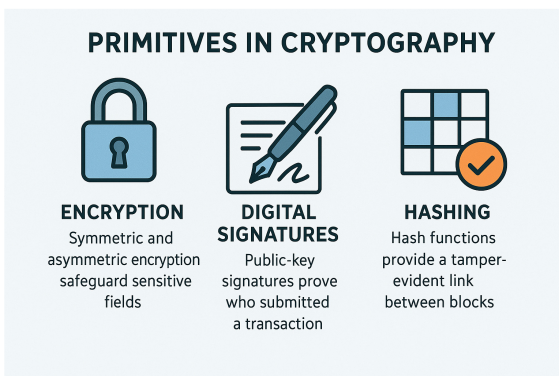 PRIMITIVES IN CRYPTOGRAPHY
ENCRYPTION
Symmetric and
asymmetric encryption
safeguard sensitive
fields
DIGITAL
SIGNATURES
Public-key
signatures prove
who submitted
a transaction
HASHING
Hash functions
provide a tamper-
evident link
between blocks